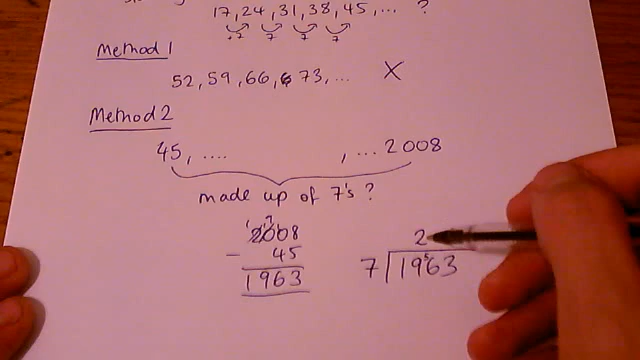 17, 24, 31, 38, 45, ... ?
+7 7 7 7
Method 1
52, 59, 66, 73, ... X
Method 2
45, .... , ... 2008
made up of 7's ?
2008
- 45
1963
2
7 1963